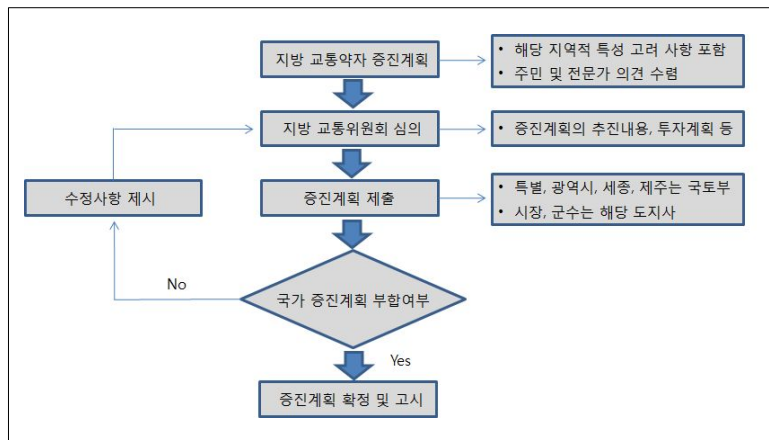 지방 교통약자 증진계획
• 해당 지역적 특성 고려 사항 포함
• 주민 및 전문가 의견 수렴
지방 교통위원회 심의
• 증진계획의 추진내용, 투자계획 등
수정사항 제시
증진계획 제출
• 특별, 광역시, 세종, 제주는 국토부
• 시장, 군수는 해당 도지사
No
국가 증진계획 부합여부
Yes
증진계획 확정 및 고시